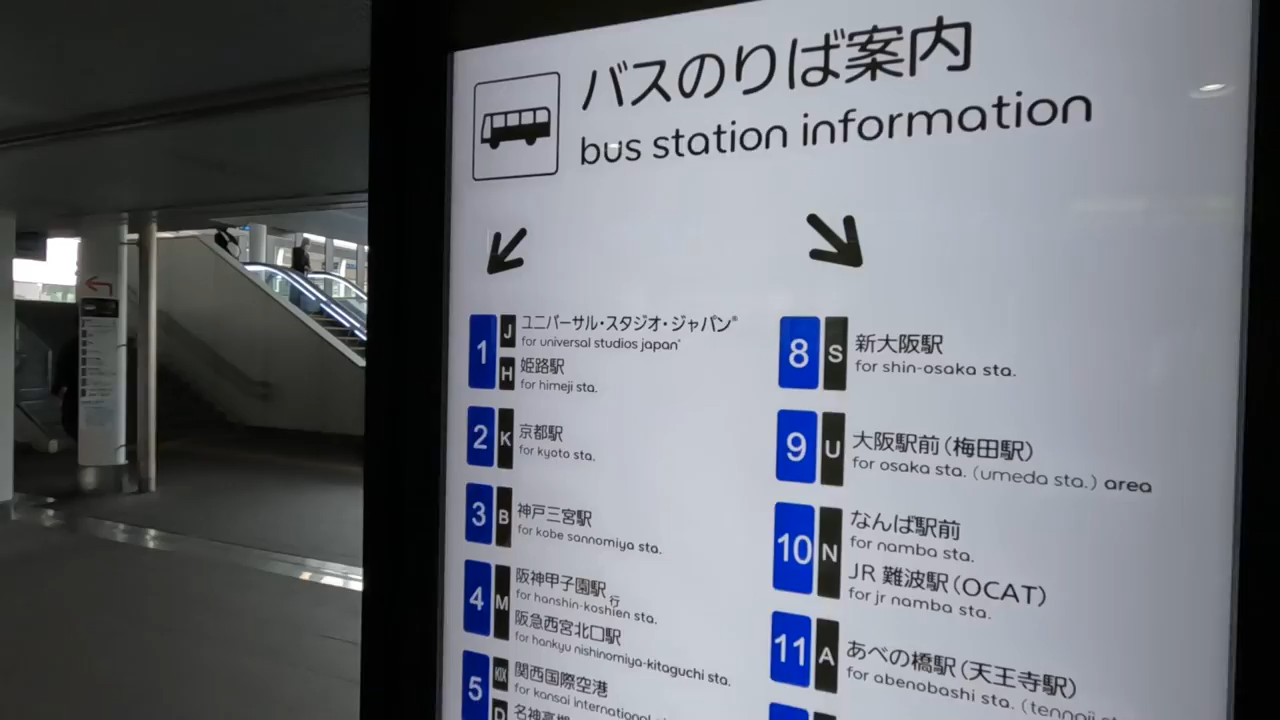 バスのりば案内
bus station information
1
J
ユニバーサル・スタジオ・ジャパン®
for universal studios japan®
H
姫路駅
for himeji sta.
2
K
京都駅
for kyoto sta.
3
B
神戸三宮駅
for kobe sannomiya sta.
4
M
阪神甲子園駅行
for hanshin-koshien sta.
阪急西宮北口駅
for hankyu nishinomiya-kitaguchi sta.
5
KIX
関西国際空港
for kansai international
D
8
S
新大阪駅
for shin-osaka sta.
9
U
大阪駅前(梅田駅)
for osaka sta. (umeda sta.) area
10
N
なんば駅前
for namba sta.
JR 難波駅(OCAT)
for jr namba sta.
11
A
あべの橋駅(天王寺駅)
for abenobashi sta.